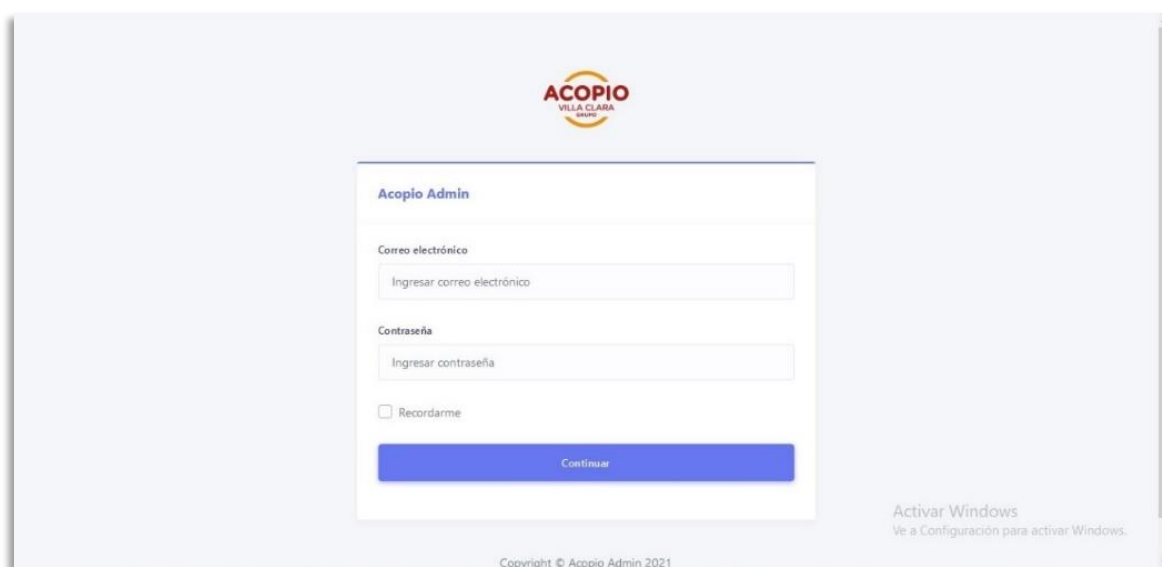 ACOPIO
VILLA CLARA
GRUPO
Acopio Admin
Correo electrónico
Ingresar correo electrónico
Contraseña
Ingresar contraseña
Recordarme
Continuar
Activar Windows
Ve a Configuración para activar Windows.
Copyright © Acopio Admin 2021